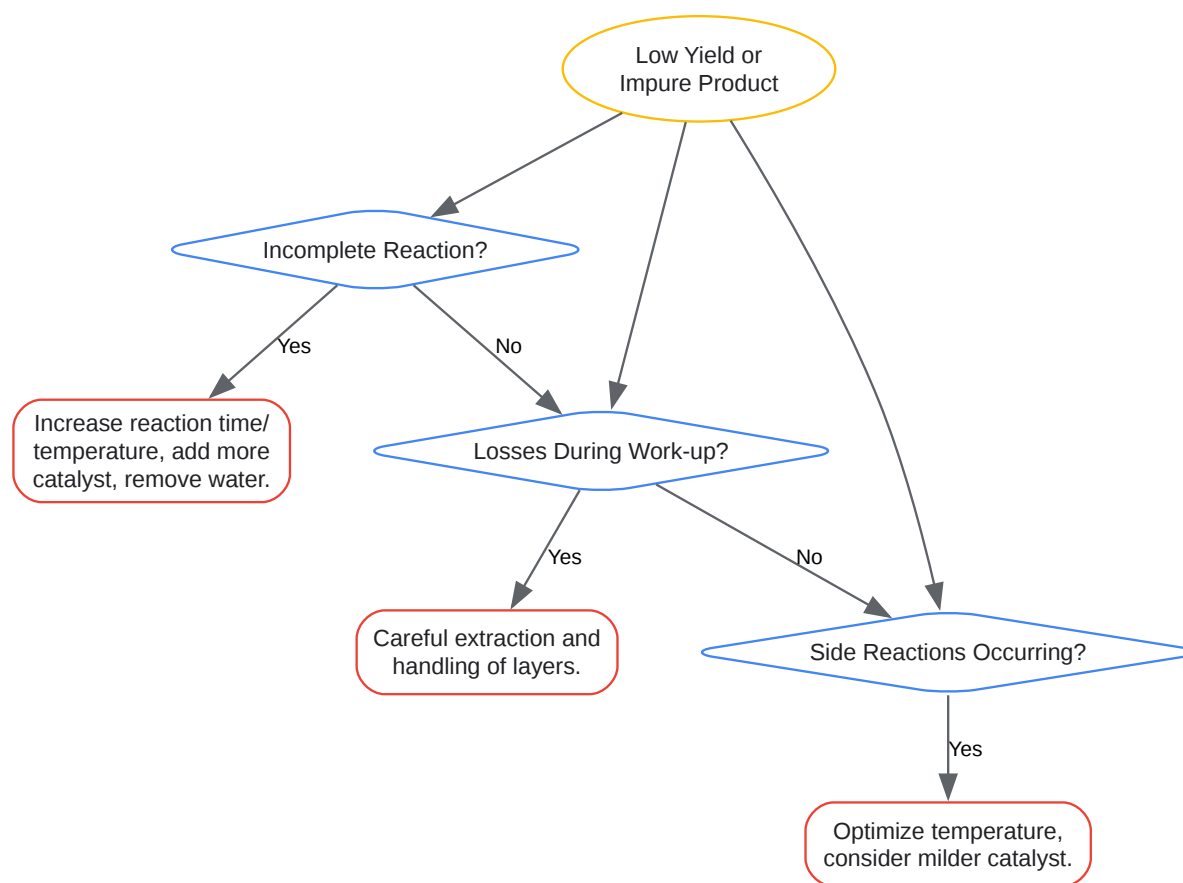 Low Yield or
Impure Product
Incomplete Reaction?
Yes
No
Increase reaction time/
temperature, add more
catalyst, remove water.
Losses During Work-up?
Yes
No
Careful extraction and
handling of layers.
Side Reactions Occurring?
Yes
Optimize temperature,
consider milder catalyst.